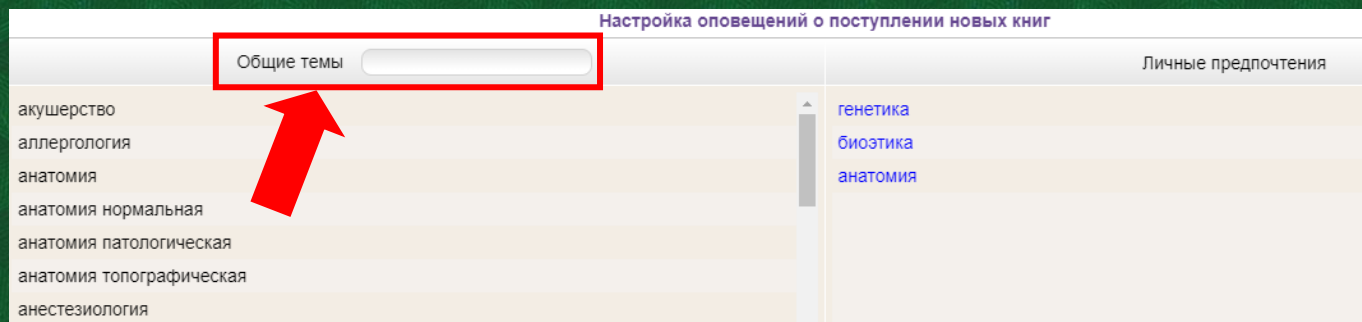 Настройка оповещений о поступлении новых книг
Общие темы
Личные предпочтения
акушерство
аллергология
анатомия
анатомия нормальная
анатомия патологическая
анатомия топографическая
анестезиология
генетика
биоэтика
анатомия